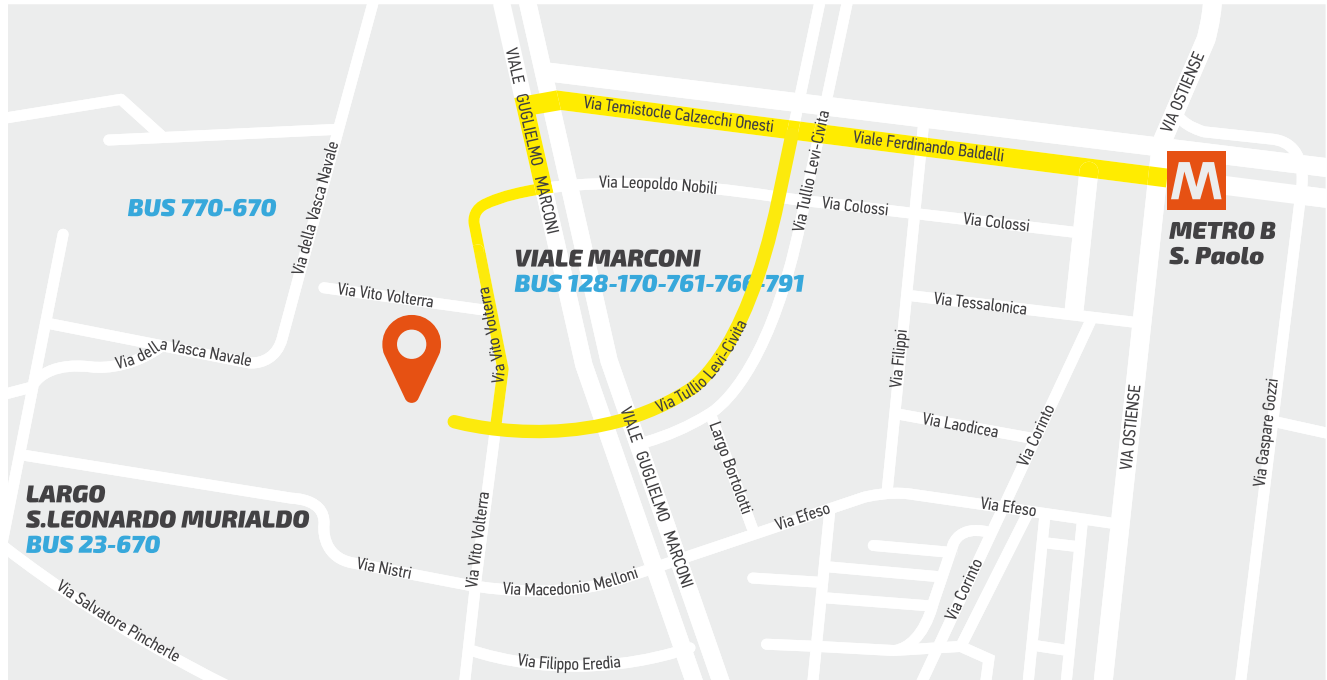 VIALE GUGLIELMO MARCONI
Via Temistocle Calzecchi Onesti
Viale Ferdinando Baldelli
VIA OSTIENSE
M
METRO B
S. Paolo
Via Tullio Levi-Civita
Via Leopoldo Nobili
Via Colossi
Via Colossi
Via della Vasca Navale
BUS 770-670
VIALE MARCONI
BUS 128-170-761-766-791
Via Vito Volterra
Via Vito Volterra
Via Tessalonica
Via Filippi
Via della Vasca Navale
Via Tullio Levi-Civita
VIALE GUGLIELMO MARCONI
Largo Bortolotti
Via Laodicea
Via Corinto
VIA OSTIENSE
Via Gaspare Gozzi
LARGO
S.LEONARDO MURIALDO
BUS 23-670
Via Vito Volterra
Via Efeso
Via Efeso
Via Nistri
Via Macedonio Melloni
Via Corinto
Via Salvatore Pincherle
Via Filippo Eredia